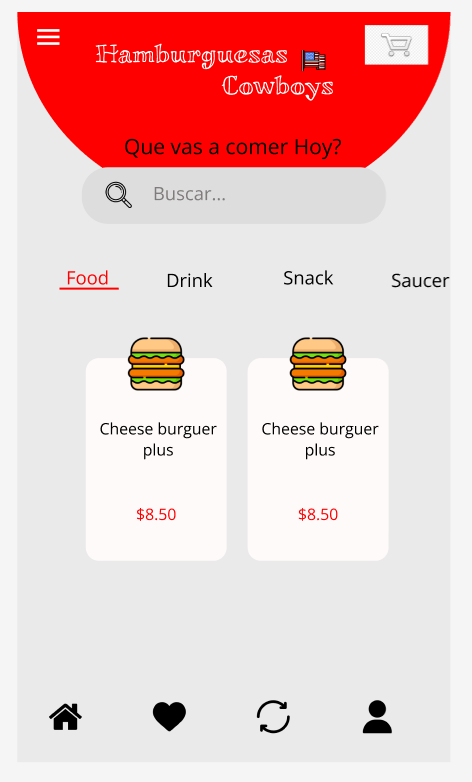 Hamburguesas
Cowboys
Que vas a comer Hoy?
Buscar...
Food
Drink
Snack
Saucer
Cheese burguer
plus
$8.50
Cheese burguer
plus
$8.50